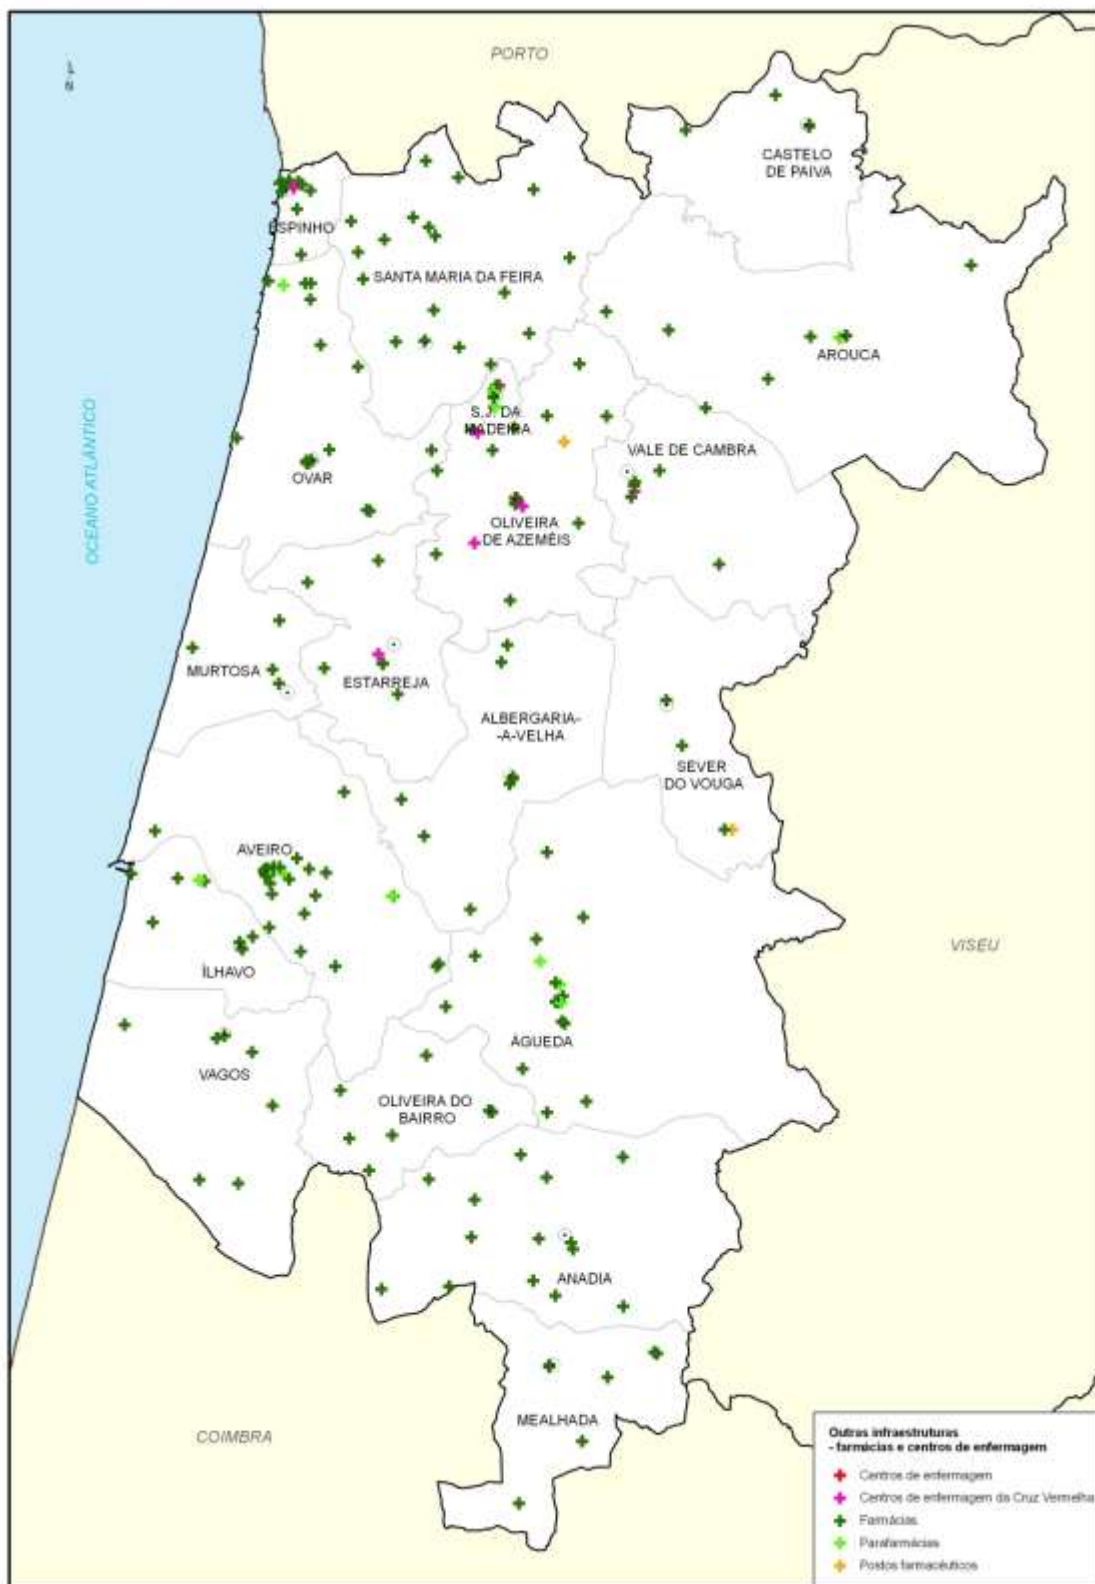 PORTO
N
CASTELO
DE PAIVA
ESPINHO
SANTA MARIA DA FEIRA
AROUCA
OCEANO ATLÂNTICO
S.J. DA
MADEIRA
VALE DE CAMBRA
OVAR
OLIVEIRA
DE AZEMÉIS
MURTOSA
ESTARREJA
ALBERGARIA-
-A-VELHA
SEVER
DO VOUGA
AVEIRO
VISEU
ÍLHAVO
ÁGUEDA
VAGOS
OLIVEIRA DO
BAIRRO
ANADIA
MEALHADA
COIMBRA
Outras infraestruturas
- farmácias e centros de enfermagem
Centros de enfermagem
Centros de enfermagem da Cruz Vermelha
Farmácias
Parafarmácias
Postos farmacêuticos